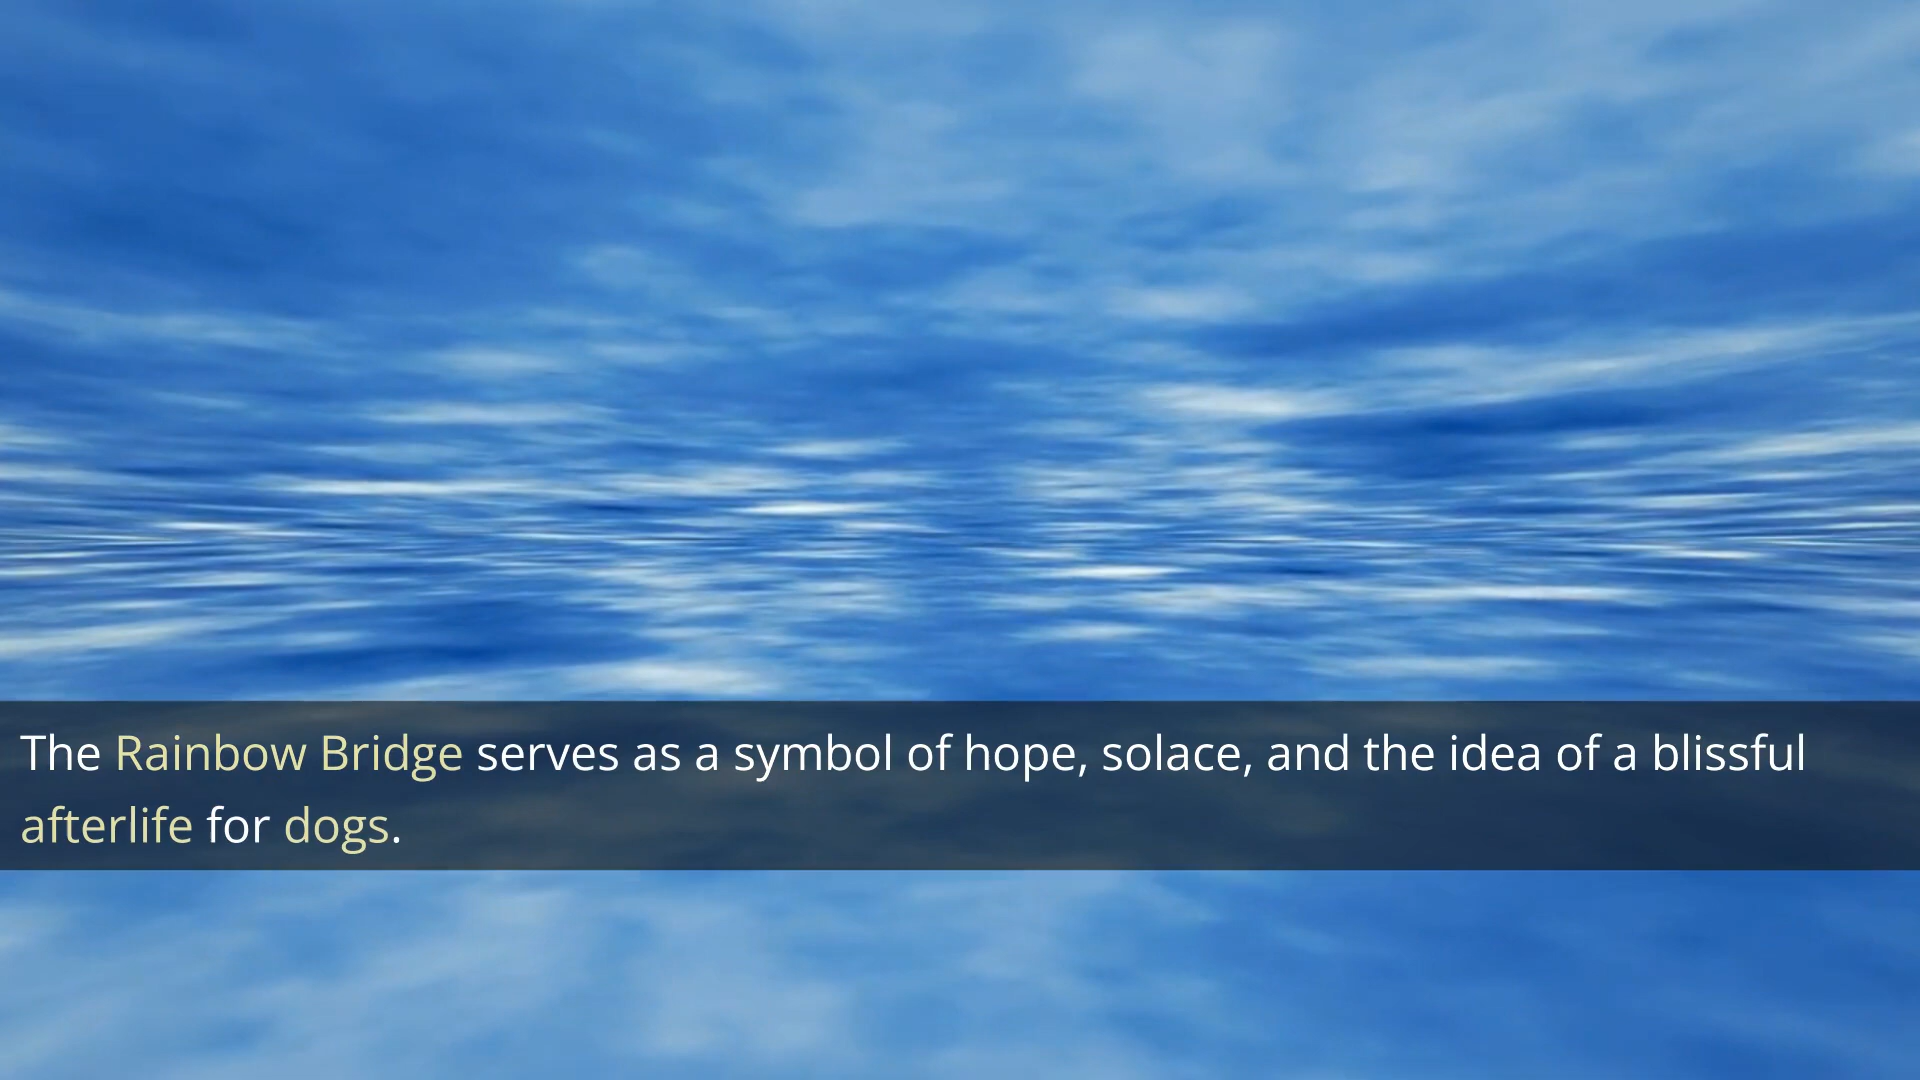 The Rainbow Bridge serves as a symbol of hope, solace, and the idea of a blissful
afterlife for dogs.